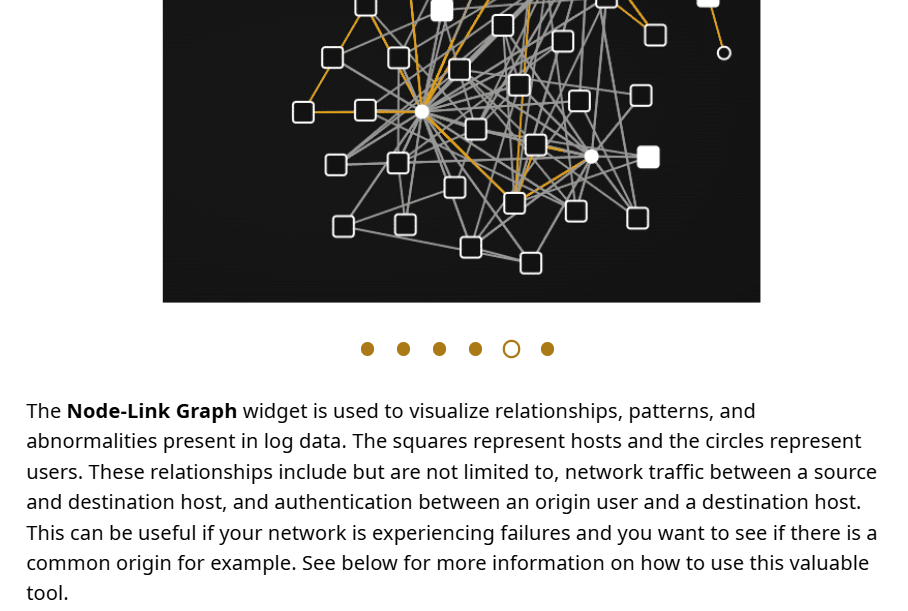 The Node-Link Graph widget is used to visualize relationships, patterns, and
abnormalities present in log data. The squares represent hosts and the circles represent
users. These relationships include but are not limited to, network traffic between a source
and destination host, and authentication between an origin user and a destination host.
This can be useful if your network is experiencing failures and you want to see if there is a
common origin for example. See below for more information on how to use this valuable
tool.